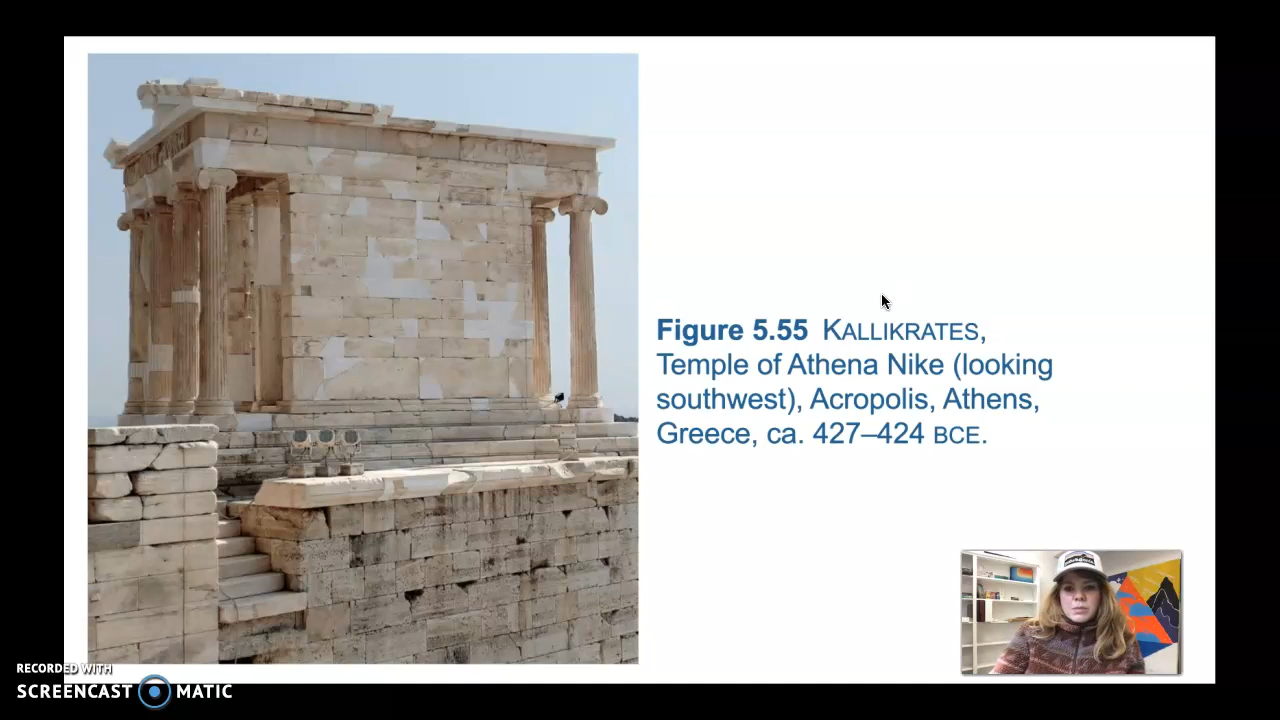 Figure 5.55 KALLIKRATES,
Temple of Athena Nike (looking
southwest), Acropolis, Athens,
Greece, ca. 427–424 BCE.
RECORDED WITH
SCREENCAST MATIC